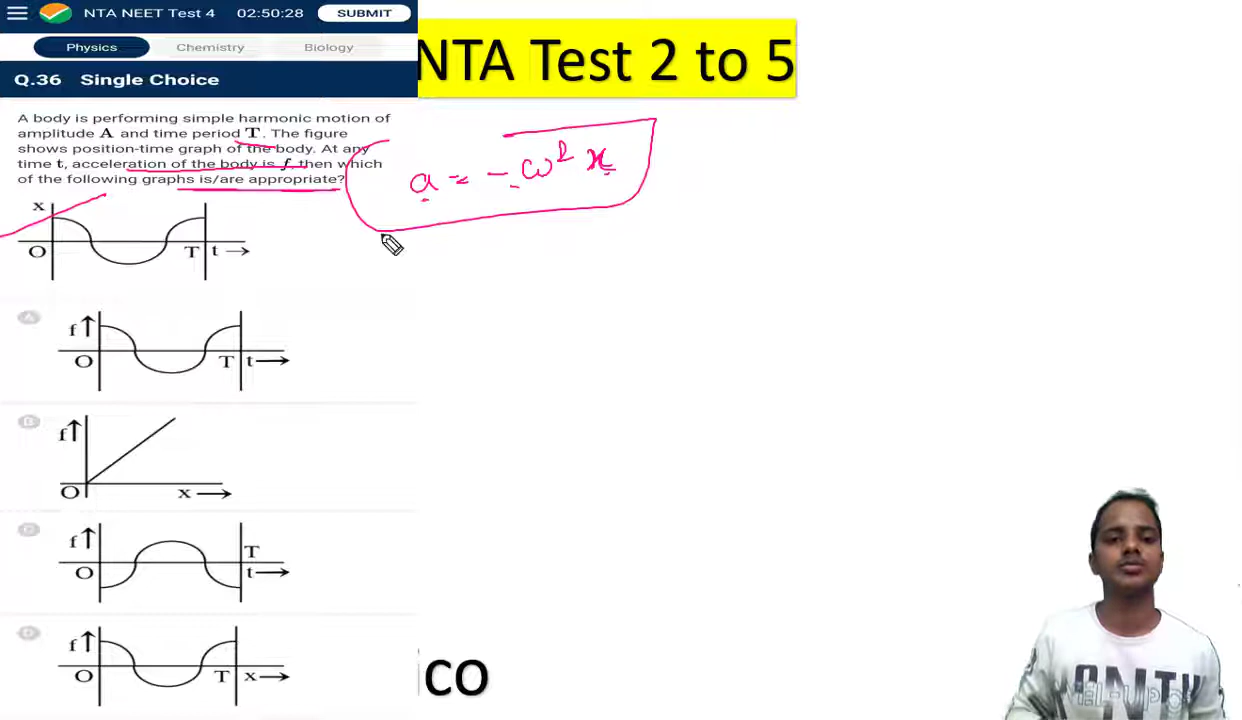 NTA NEET Test 4 02:50:28 SUBMIT
Physics Chemistry Biology
Q.36 Single Choice
NTA Test 2 to 5
A body is performing simple harmonic motion of
amplitude A and time period T. The figure
shows position-time graph of the body. At any
time t, acceleration of the body is f then which
of the following graphs is/are appropriate?
a = - ω² x
x
O T t →
A
f↑
O T t→
B
f↑
O x →
C
f↑ T
O t→
D
f↑
O T x→
co